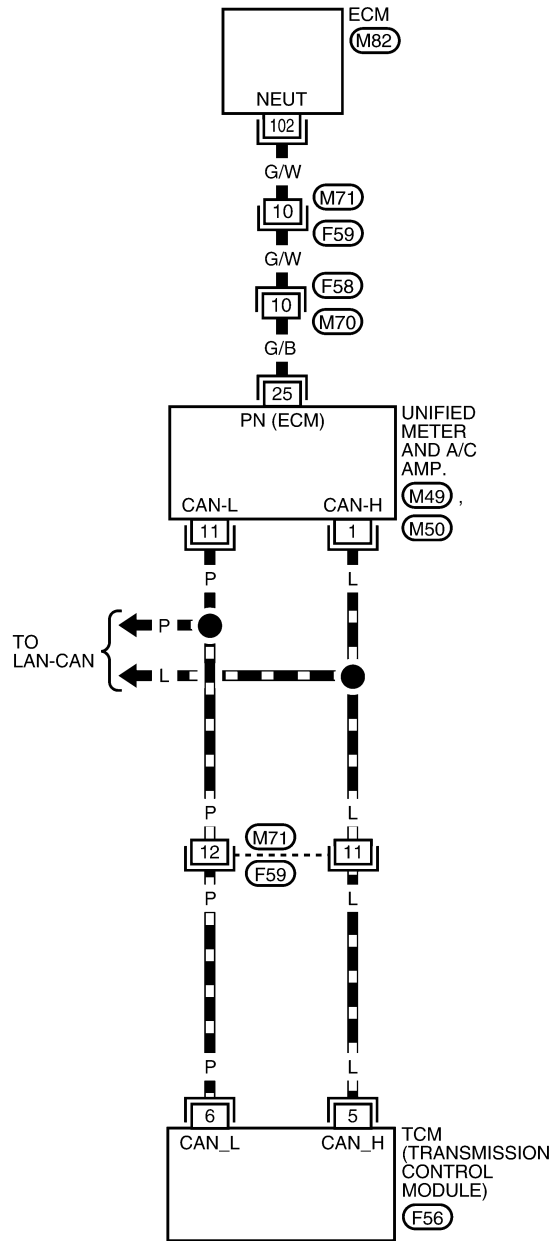 ECM
M82
NEUT
102
G/W
10
M71
F59
G/W
F58
10
M70
G/B
25
PN (ECM)
UNIFIED
METER
AND A/C
AMP.
M49 ,
M50
CAN-L
CAN-H
11
1
P
L
TO
LAN-CAN
P
L
P
L
12
M71
F59
11
P
L
P
L
6
5
CAN_L
CAN_H
TCM
(TRANSMISSION
CONTROL
MODULE)
F56